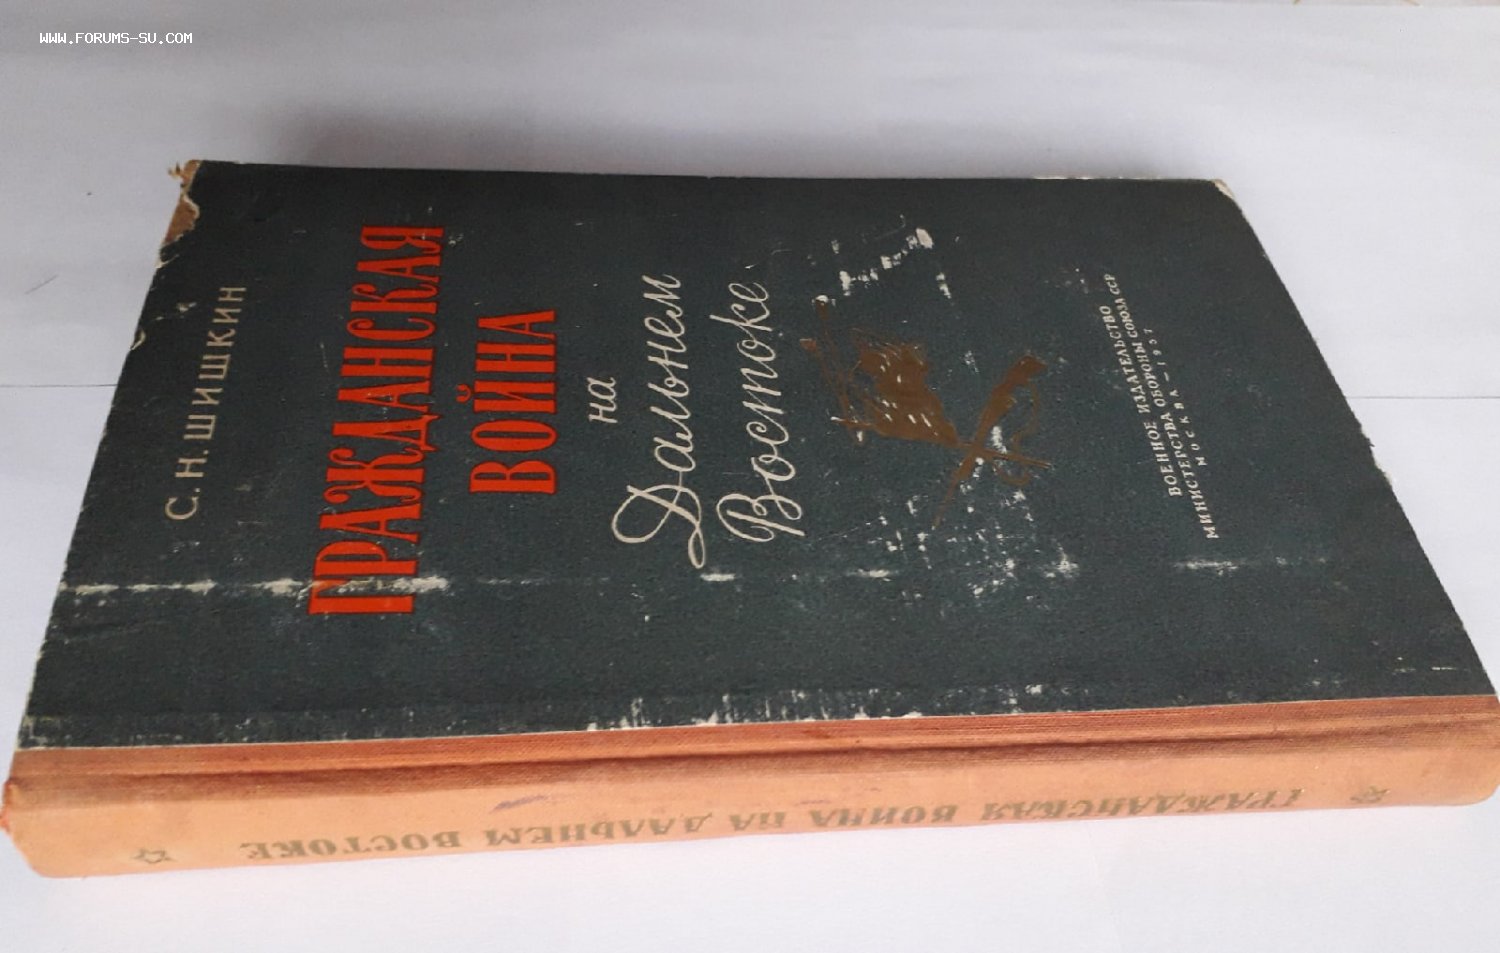 WWW.FORUMS-SU.COM
С. Н. ШИШКИН
ГРАЖДАНСКАЯ
ВОЙНА
на
Дальнем
Востоке
ВОЕННОЕ ИЗДАТЕЛЬСТВО
МИНИСТЕРСТВА ОБОРОНЫ СОЮЗА ССР
МОСКВА — 1957
ГРАЖДАНСКАЯ ВОЙНА НА ДАЛЬНЕМ ВОСТОКЕ